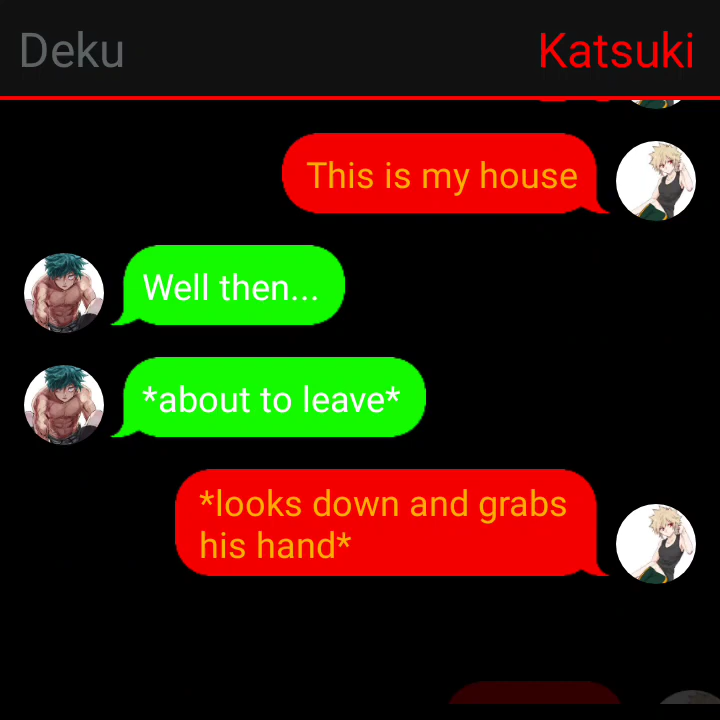 Deku
Katsuki
This is my house
Well then...
*about to leave*
*looks down and grabs
his hand*